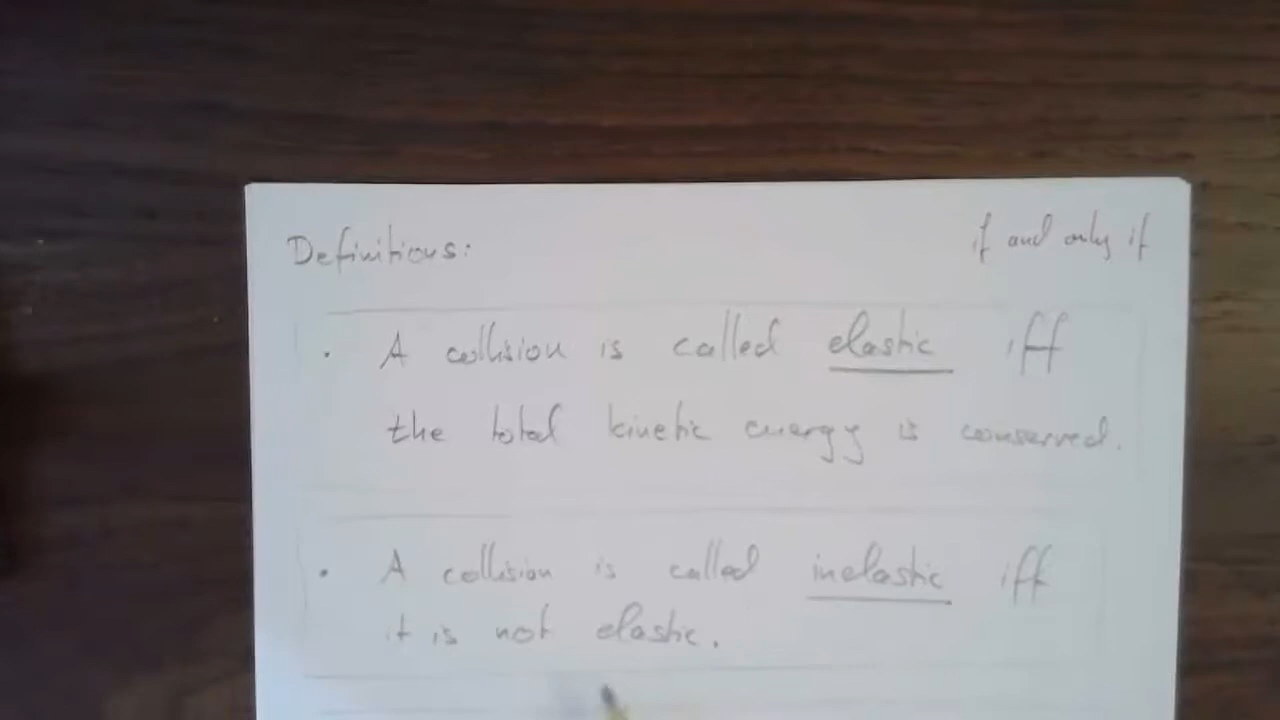 Definitions:
if and only if
· A collision is called elastic iff
the total kinetic energy is conserved.
· A collision is called inelastic iff
it is not elastic.